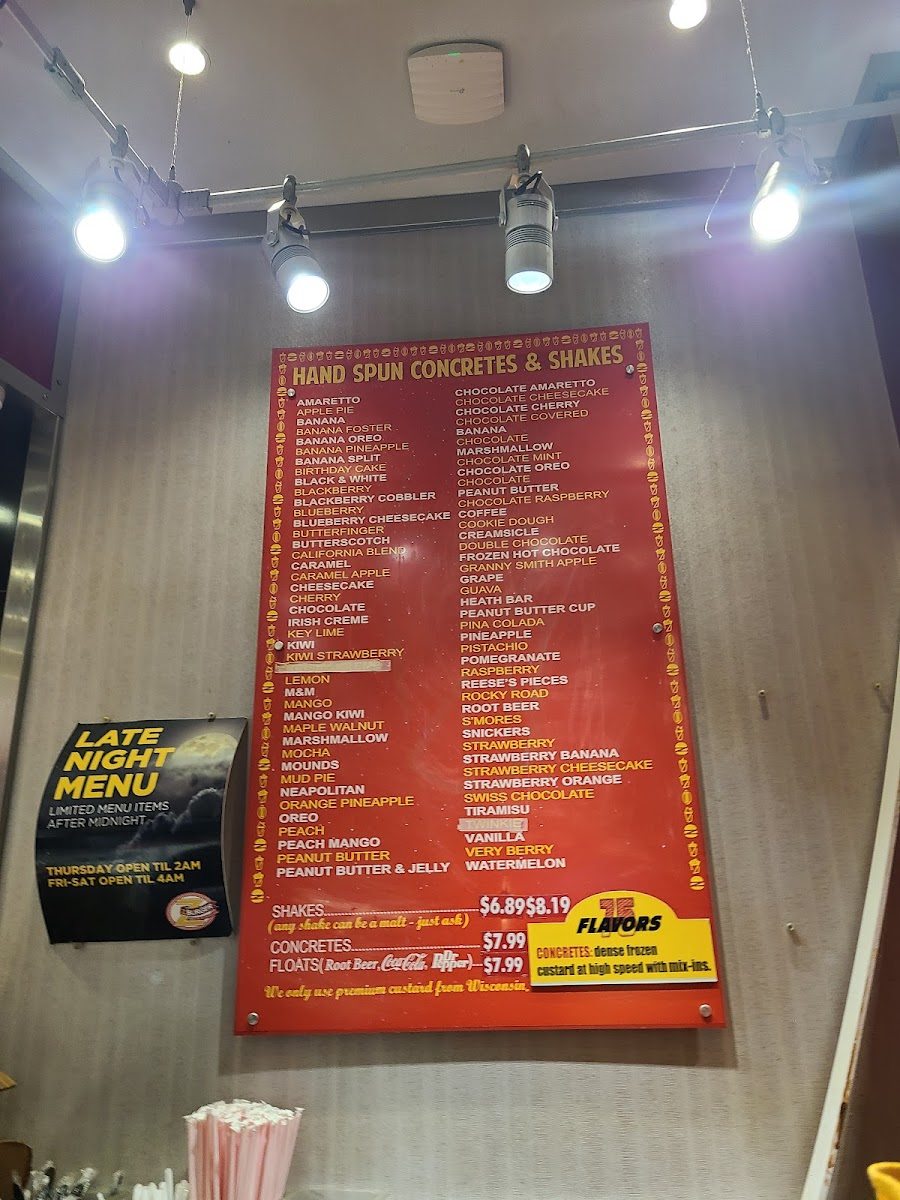 HAND SPUN CONCRETES & SHAKES
AMARETTO
APPLE PIE
BANANA
BANANA FOSTER
BANANA OREO
BANANA PINEAPPLE
BANANA SPLIT
BIRTHDAY CAKE
BLACK & WHITE
BLACKBERRY
BLACKBERRY COBBLER
BLUEBERRY
BLUEBERRY CHEESECAKE
BUTTERFINGER
BUTTERSCOTCH
CALIFORNIA BLEND
CARAMEL
CARAMEL APPLE
CHEESECAKE
CHERRY
CHOCOLATE
IRISH CREME
KEY LIME
KIWI
KIWI STRAWBERRY
LEMON
M&M
MANGO
MANGO KIWI
MAPLE WALNUT
MARSHMALLOW
MOCHA
MOUNDS
MUD PIE
NEAPOLITAN
ORANGE PINEAPPLE
OREO
PEACH
PEACH MANGO
PEANUT BUTTER
PEANUT BUTTER & JELLY
CHOCOLATE AMARETTO
CHOCOLATE CHEESECAKE
CHOCOLATE CHERRY
CHOCOLATE COVERED
BANANA
CHOCOLATE
MARSHMALLOW
CHOCOLATE MINT
CHOCOLATE OREO
CHOCOLATE
PEANUT BUTTER
CHOCOLATE RASPBERRY
COFFEE
COOKIE DOUGH
CREAMSICLE
DOUBLE CHOCOLATE
FROZEN HOT CHOCOLATE
GRANNY SMITH APPLE
GRAPE
GUAVA
HEATH BAR
PEANUT BUTTER CUP
PINA COLADA
PINEAPPLE
PISTACHIO
POMEGRANATE
RASPBERRY
REESE'S PIECES
ROCKY ROAD
ROOT BEER
S'MORES
SNICKERS
STRAWBERRY
STRAWBERRY BANANA
STRAWBERRY CHEESECAKE
STRAWBERRY ORANGE
SWISS CHOCOLATE
TIRAMISU
TWINKIE
VANILLA
VERY BERRY
WATERMELON
SHAKES.......................................$6.89 $8.19
(any shake can be a malt - just ask)
CONCRETES.................................$7.99
FLOATS (Root Beer, Coca-Cola, Dr Pepper)—$7.99
We only use premium custard from Wisconsin.
75
FLAVORS
CONCRETES: dense frozen
custard at high speed with mix-ins.
LATE
NIGHT
MENU
LIMITED MENU ITEMS
AFTER MIDNIGHT
THURSDAY OPEN TIL 2AM
FRI-SAT OPEN TIL 4AM
BURGER